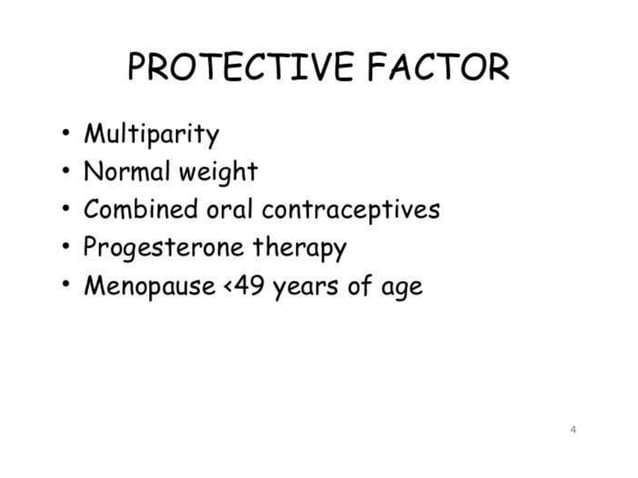 PROTECTIVE FACTOR
• Multiparity
• Normal weight
• Combined oral contraceptives
• Progesterone therapy
• Menopause <49 years of age
4